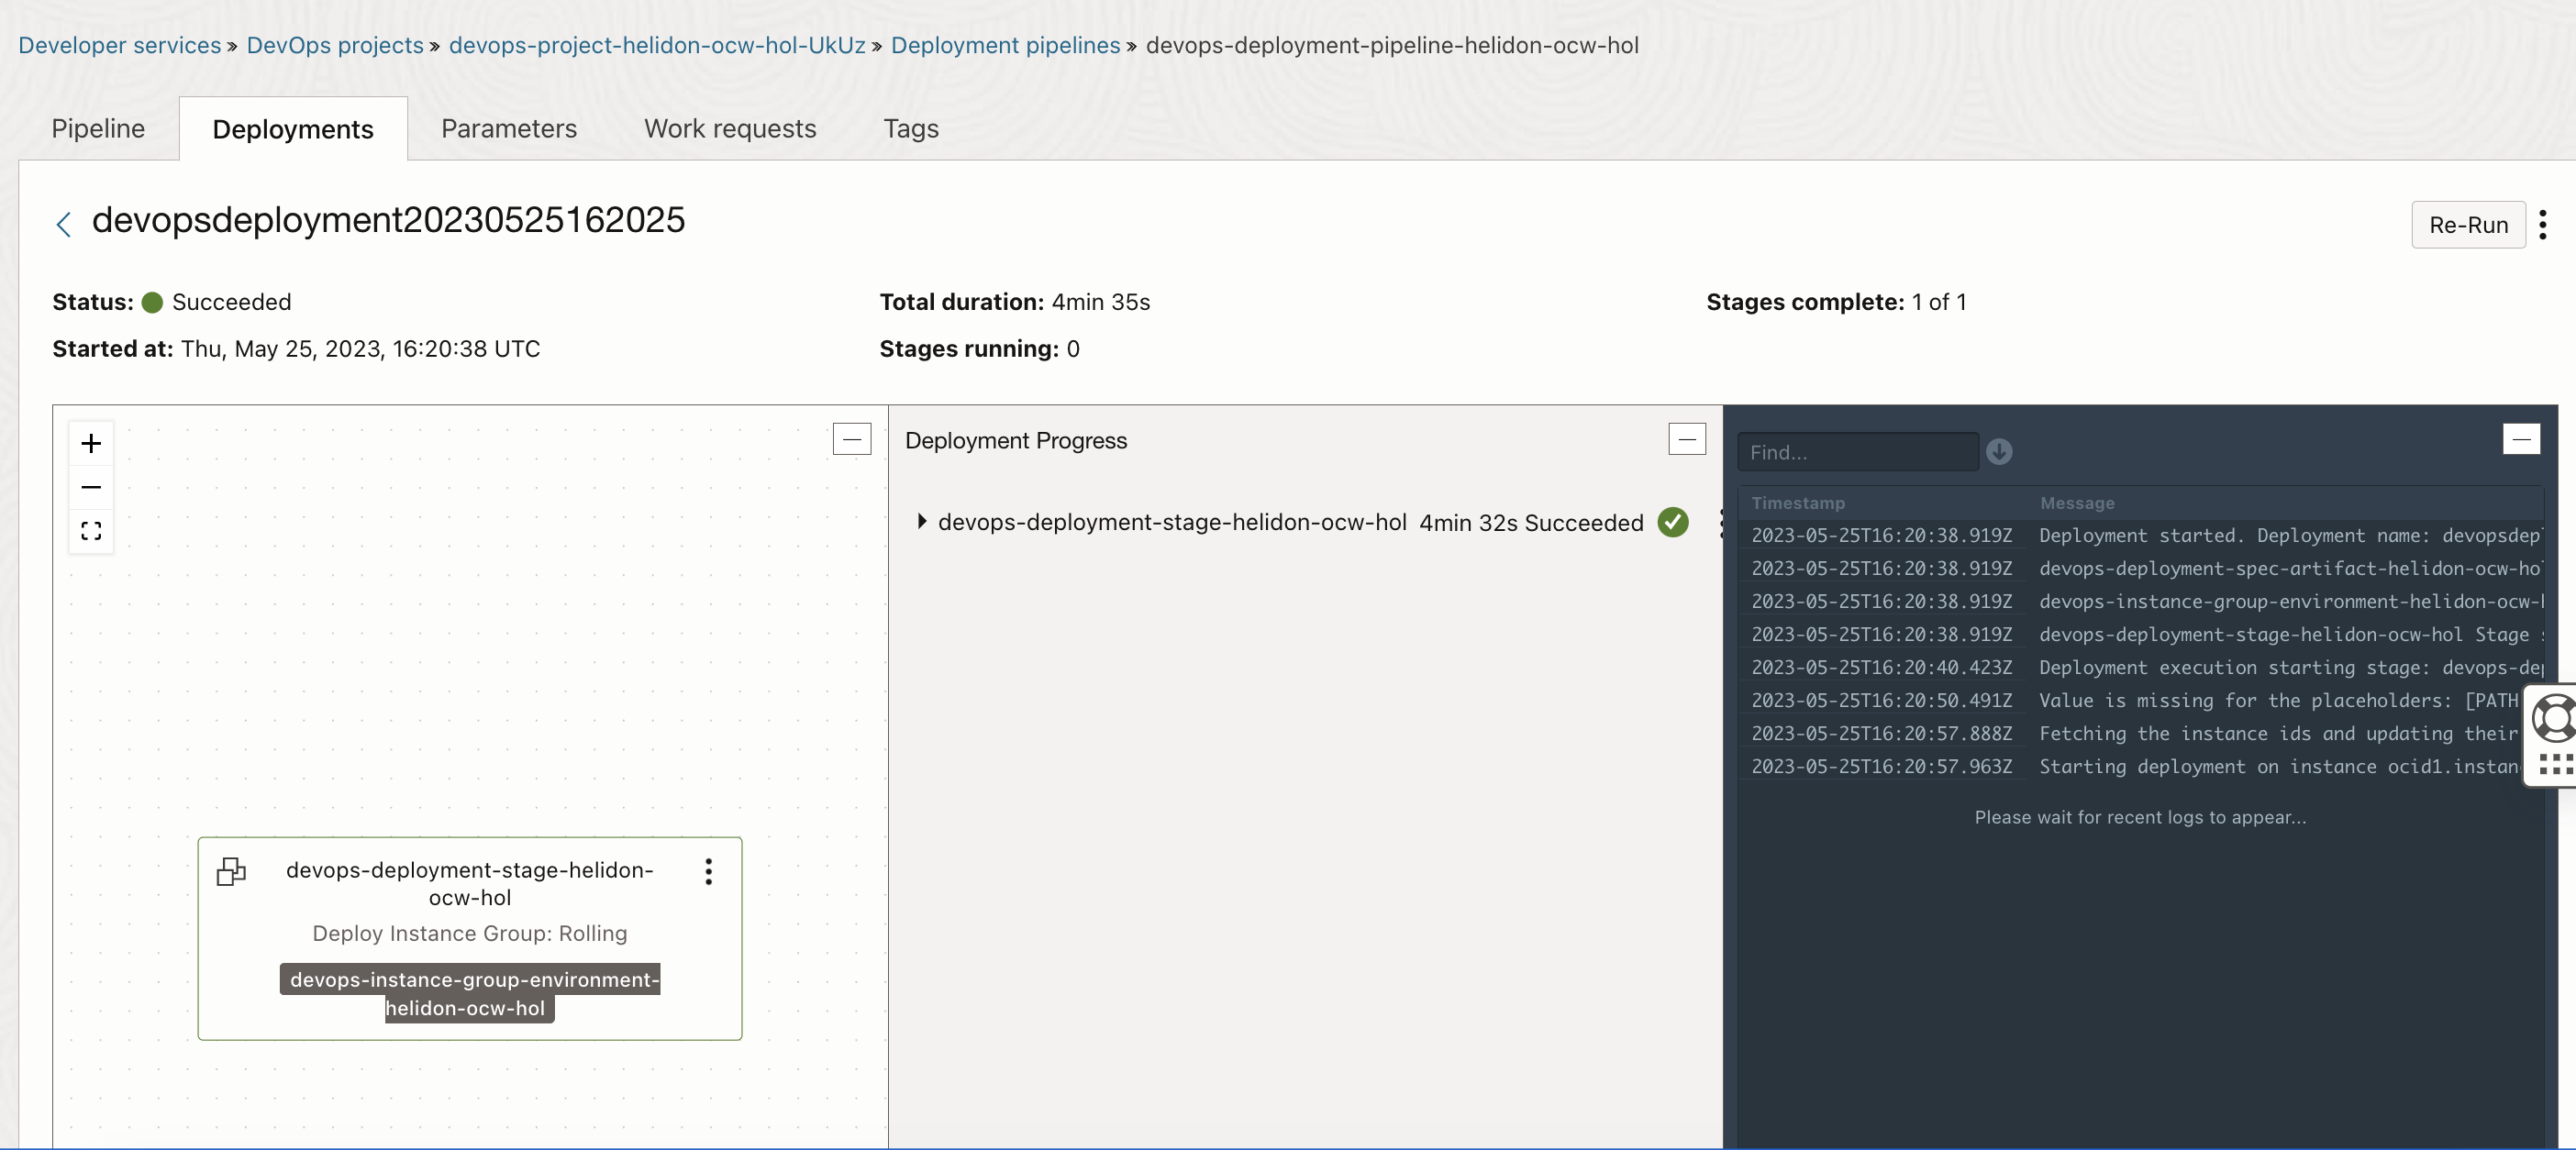 Developer services » DevOps projects » devops-project-helidon-ocw-hol-UkUz » Deployment pipelines » devops-deployment-pipeline-helidon-ocw-hol
Pipeline Deployments Parameters Work requests Tags
devopsdeployment20230525162025
Re-Run
Status: Succeeded
Total duration: 4min 35s
Stages complete: 1 of 1
Started at: Thu, May 25, 2023, 16:20:38 UTC
Stages running: 0
devops-deployment-stage-helidon-
ocw-hol
Deploy Instance Group: Rolling
devops-instance-group-environment-
helidon-ocw-hol
Deployment Progress
devops-deployment-stage-helidon-ocw-hol 4min 32s Succeeded
Find...
Timestamp Message
2023-05-25T16:20:38.919Z Deployment started. Deployment name: devopsdepl
2023-05-25T16:20:38.919Z devops-deployment-spec-artifact-helidon-ocw-hol
2023-05-25T16:20:38.919Z devops-instance-group-environment-helidon-ocw-h
2023-05-25T16:20:38.919Z devops-deployment-stage-helidon-ocw-hol Stage s
2023-05-25T16:20:40.423Z Deployment execution starting stage: devops-dep
2023-05-25T16:20:50.491Z Value is missing for the placeholders: [PATH
2023-05-25T16:20:57.888Z Fetching the instance ids and updating their
2023-05-25T16:20:57.963Z Starting deployment on instance ocid1.instan
Please wait for recent logs to appear...